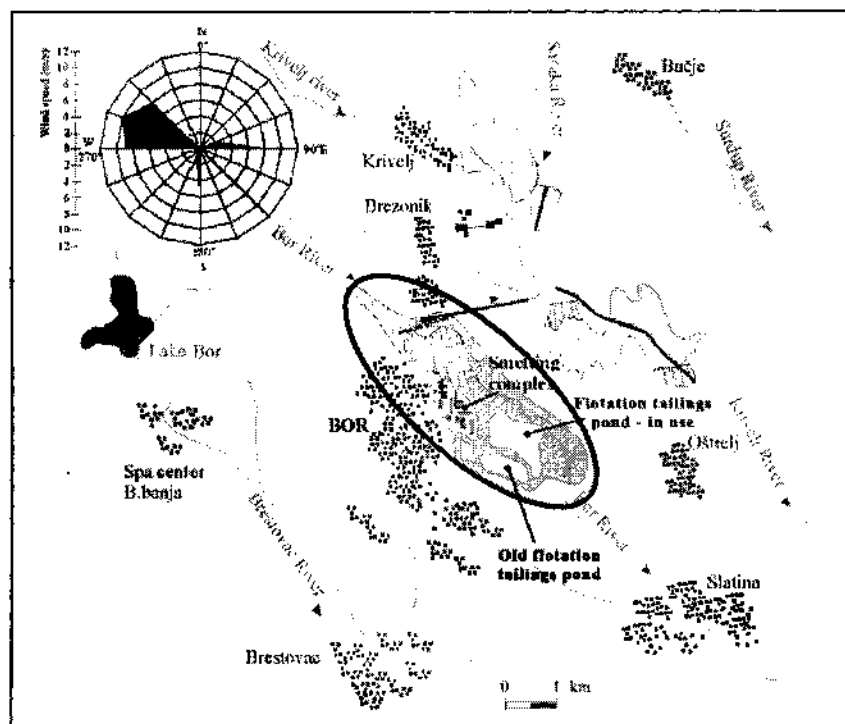 N
0°
12
10
8
6
4
2
0
2
4
6
8
10
12
Wind speed
W
270°
90°E
180°
S
Krivelj river
Bučje
Krivelj
Brezonik
Bor River
Lake Bor
Smelting
complex
Flotation tailings
pond - in use
BOR
Oštrelj
Spa center
B.banja
Brestovac River
River
Old flotation
tailings pond
Slatina
Brestovac
0 1 km